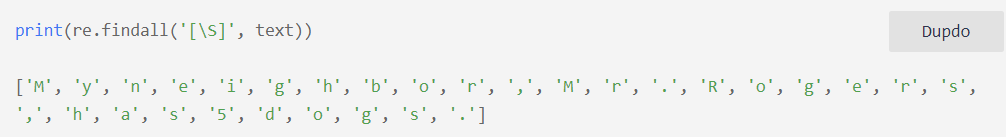 print(re.findall('[\S]', text))
Dupdo
['M', 'y', 'n', 'e', 'i', 'g', 'h', 'b', 'o', 'r', ',', 'M', 'r', '.', 'R', 'o', 'g', 'e', 'r', 's',
',', 'h', 'a', 's', '5', 'd', 'o', 'g', 's', '.']